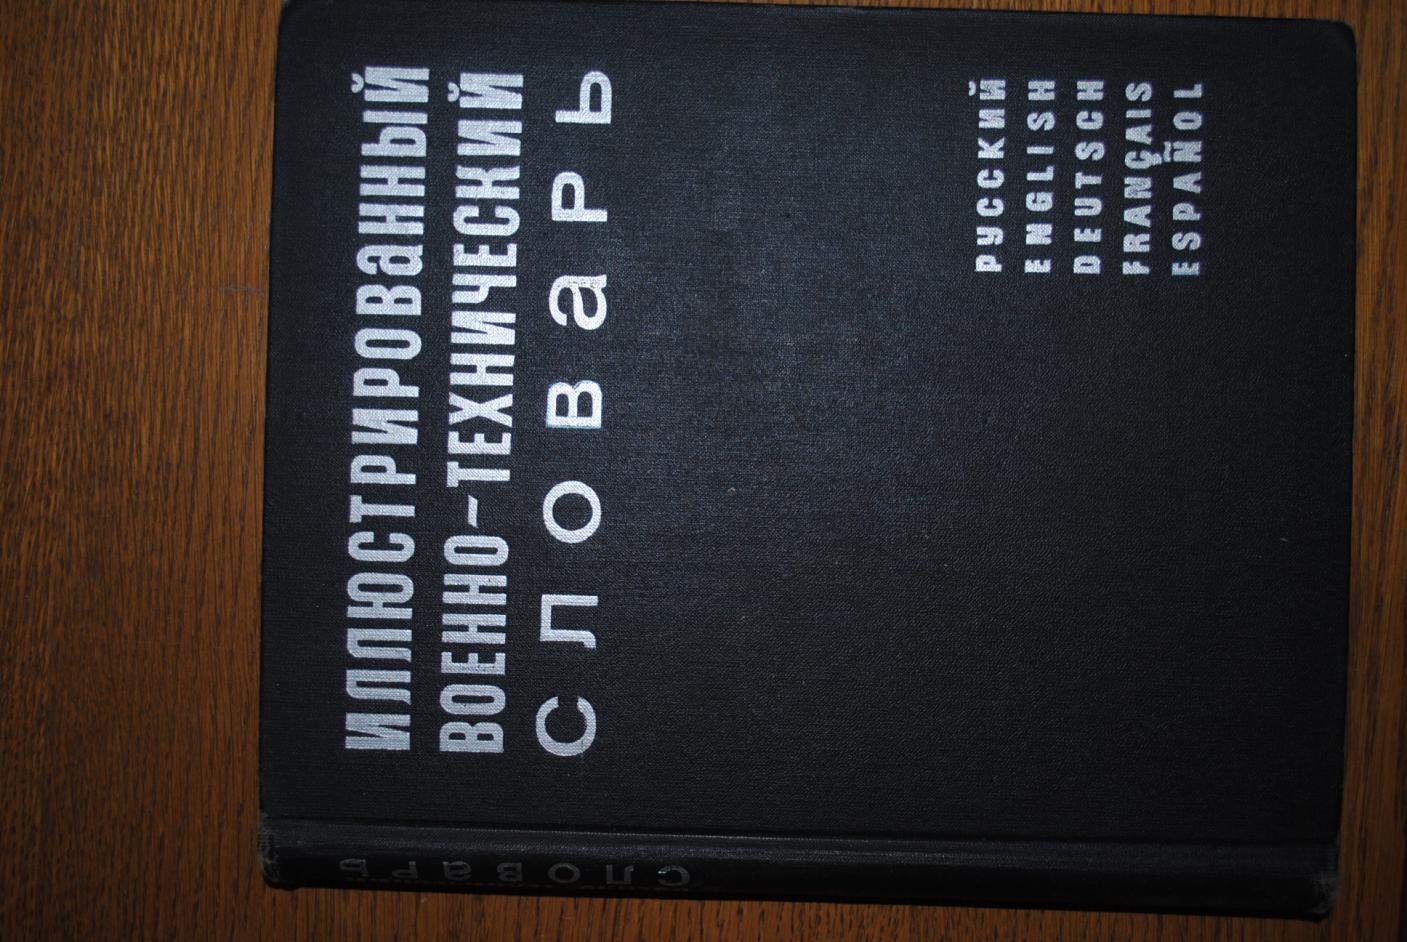 ИЛЛЮСТРИРОВАННЫЙ
ВОЕННО-ТЕХНИЧЕСКИЙ
СЛОВАРЬ
РУССКИЙ
ENGLISH
DEUTSCH
FRANÇAIS
ESPAÑOL
СЛОВАРЬ